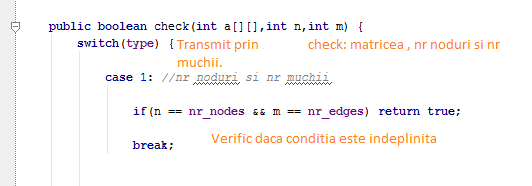 public boolean check(int a[][],int n,int m) {
switch(type) { Transmit prin check: matricea , nr noduri si nr
muchii.
case 1: //nr noduri si nr muchii
if(n == nr_nodes && m == nr_edges) return true;
Verific daca conditia este indeplinita
break;